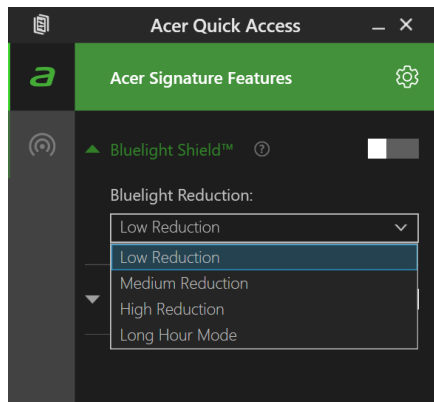 Acer Quick Access
a
Acer Signature Features
Bluelight Shield™ ?
Bluelight Reduction:
Low Reduction
Low Reduction
Medium Reduction
High Reduction
Long Hour Mode